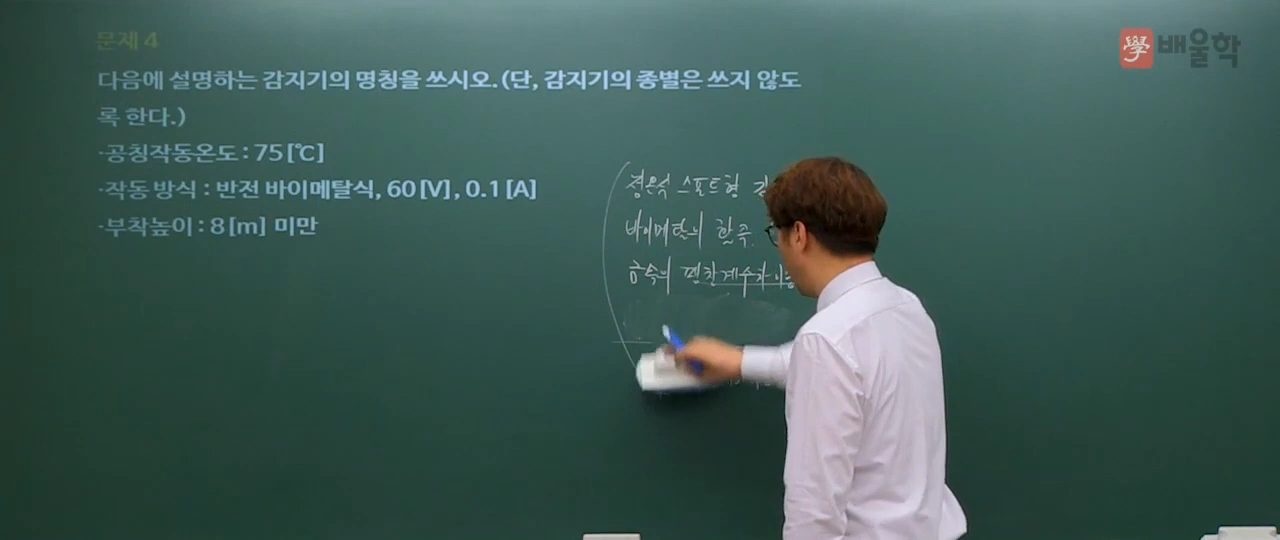 문제 4
學 배울학
다음에 설명하는 감지기의 명칭을 쓰시오.(단, 감지기의 종별은 쓰지 않도
록 한다.)
·공칭작동온도 : 75[℃]
·작동 방식 : 반전 바이메탈식, 60[V], 0.1[A]
·부착높이 : 8[m] 미만
정온식 스포트형 감
바이메탈의
금속의 팽창계수차 이용